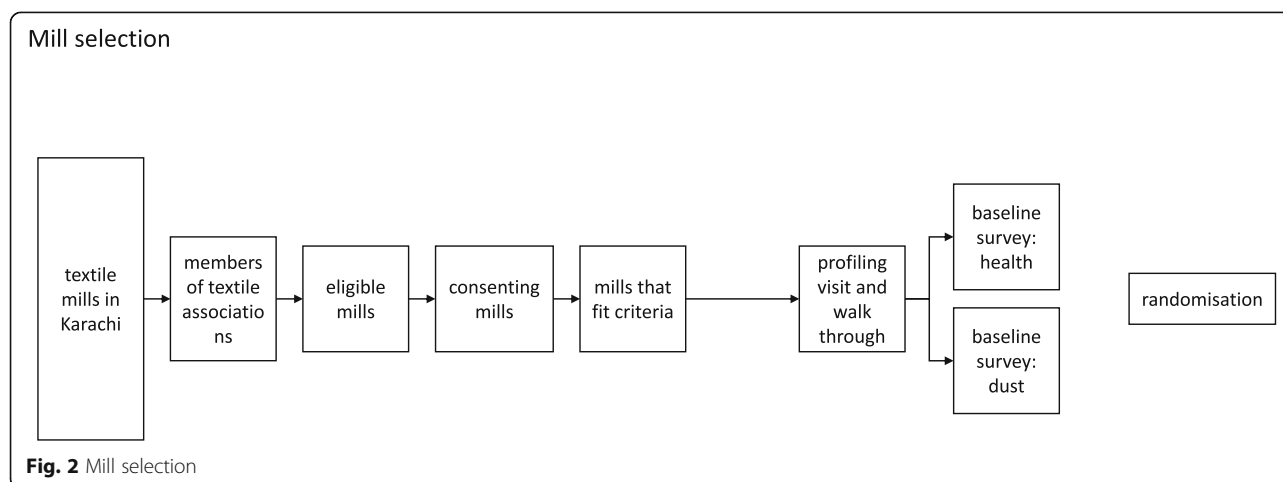 Mill selection
textile
mills in
Karachi
members
of textile
associatio
ns
eligible
mills
consenting
mills
mills that
fit criteria
profiling
visit and
walk
through
baseline
survey:
health
baseline
survey:
dust
randomisation
Fig. 2 Mill selection